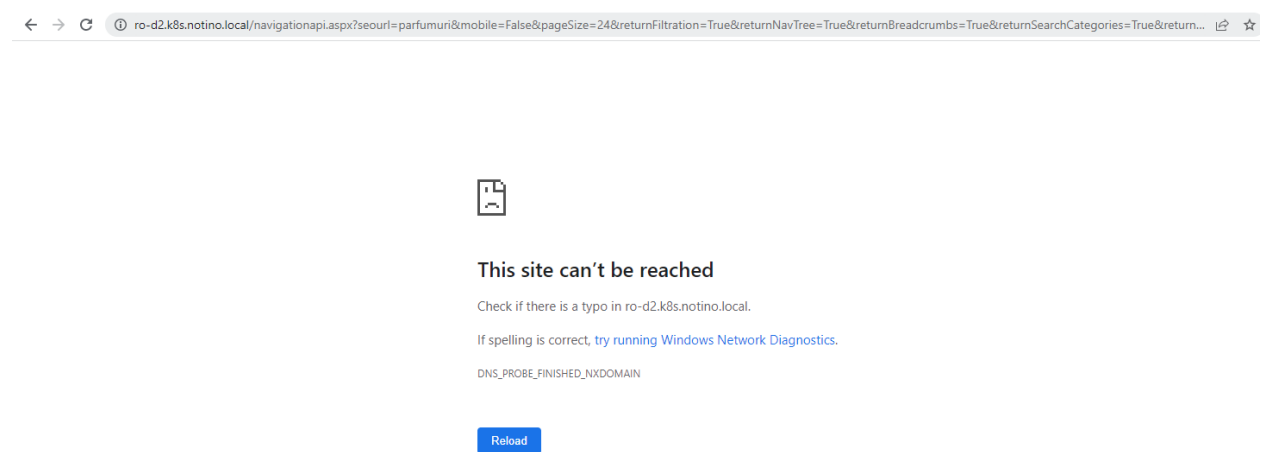 ro-d2.k8s.notino.local/navigationapi.aspx?seourl=parfumuri&mobile=False&pageSize=24&returnFiltration=True&returnNavTree=True&returnBreadcrumbs=True&returnSearchCategories=True&return...
This site can’t be reached
Check if there is a typo in ro-d2.k8s.notino.local.
If spelling is correct, try running Windows Network Diagnostics.
DNS_PROBE_FINISHED_NXDOMAIN
Reload